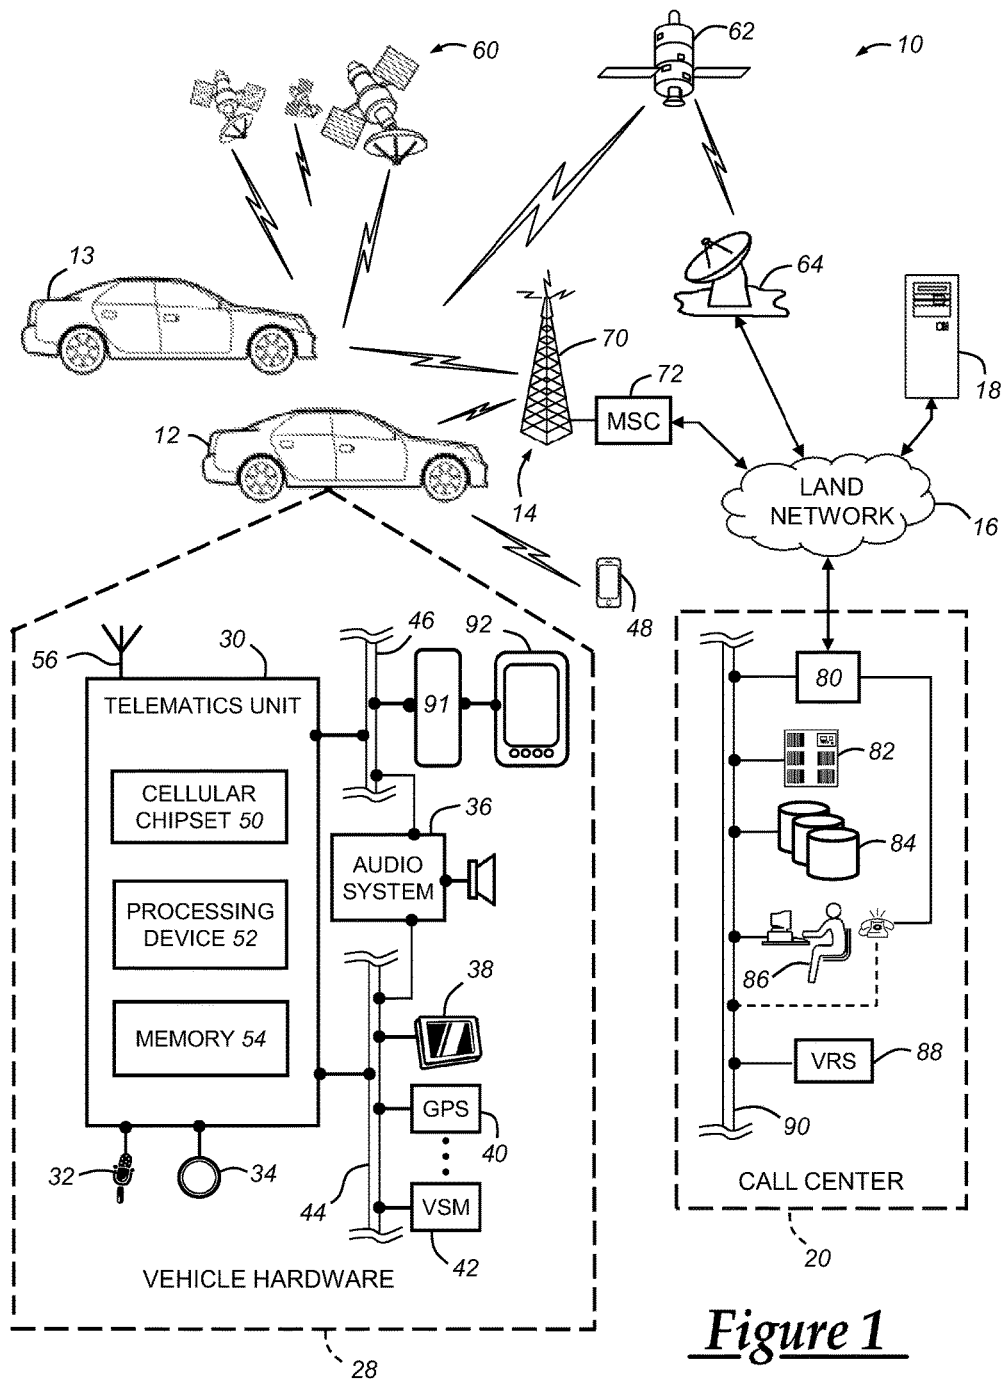 60
62
10
13
64
70
72
18
MSC
12
14
LAND
NETWORK
16
48
56
30
46
92
TELEMATICS UNIT
91
80
CELLULAR
CHIPSET 50
82
36
AUDIO
SYSTEM
84
PROCESSING
DEVICE 52
86
38
MEMORY 54
VRS
88
GPS
40
90
32
34
44
VSM
42
CALL CENTER
20
VEHICLE HARDWARE
28
Figure 1